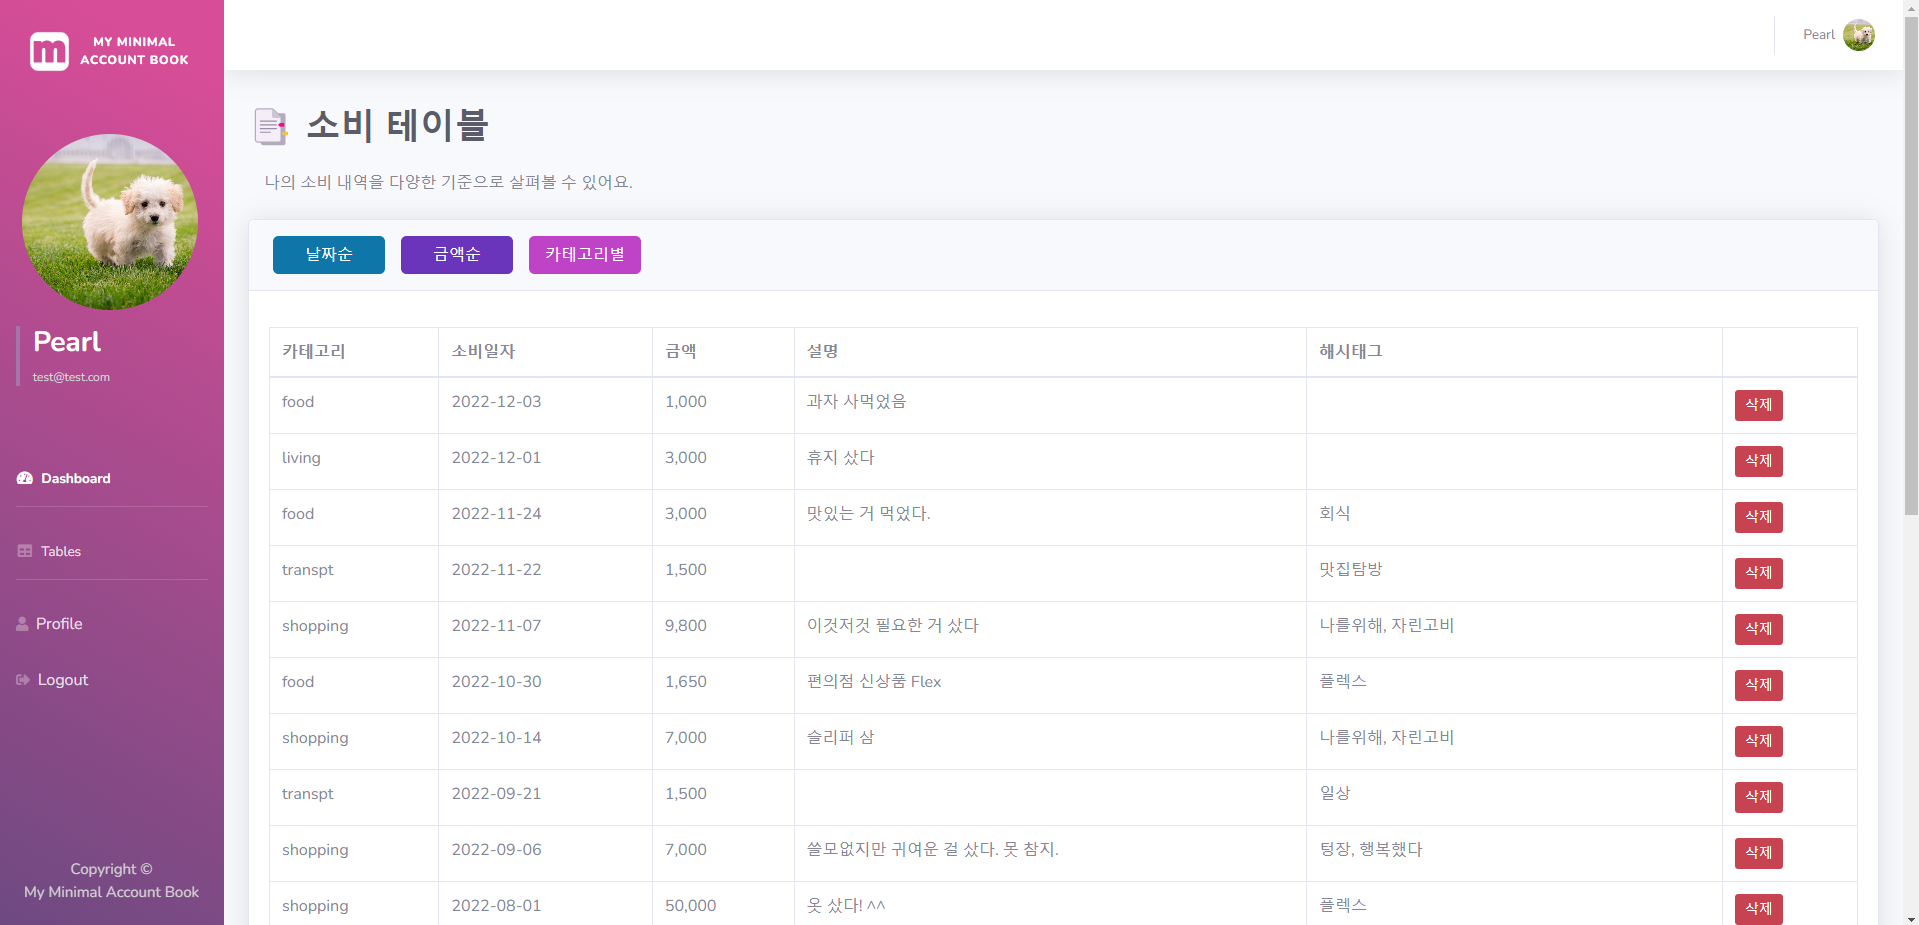 MY MINIMAL
ACCOUNT BOOK
Pearl
test@test.com
Dashboard
Tables
Profile
Logout
Copyright ©
My Minimal Account Book
Pearl
소비 테이블
나의 소비 내역을 다양한 기준으로 살펴볼 수 있어요.
날짜순 금액순 카테고리별
카테고리 소비일자 금액 설명 해시태그
food 2022-12-03 1,000 과자 사먹었음 삭제
living 2022-12-01 3,000 휴지 샀다 삭제
food 2022-11-24 3,000 맛있는 거 먹었다. 회식 삭제
transpt 2022-11-22 1,500 맛집탐방 삭제
shopping 2022-11-07 9,800 이것저것 필요한 거 샀다 나를위해, 자린고비 삭제
food 2022-10-30 1,650 편의점 신상품 Flex 플렉스 삭제
shopping 2022-10-14 7,000 슬리퍼 삼 나를위해, 자린고비 삭제
transpt 2022-09-21 1,500 일상 삭제
shopping 2022-09-06 7,000 쓸모없지만 귀여운 걸 샀다. 못 참지. 텅장, 행복했다 삭제
shopping 2022-08-01 50,000 옷 샀다! ^^ 플렉스 삭제